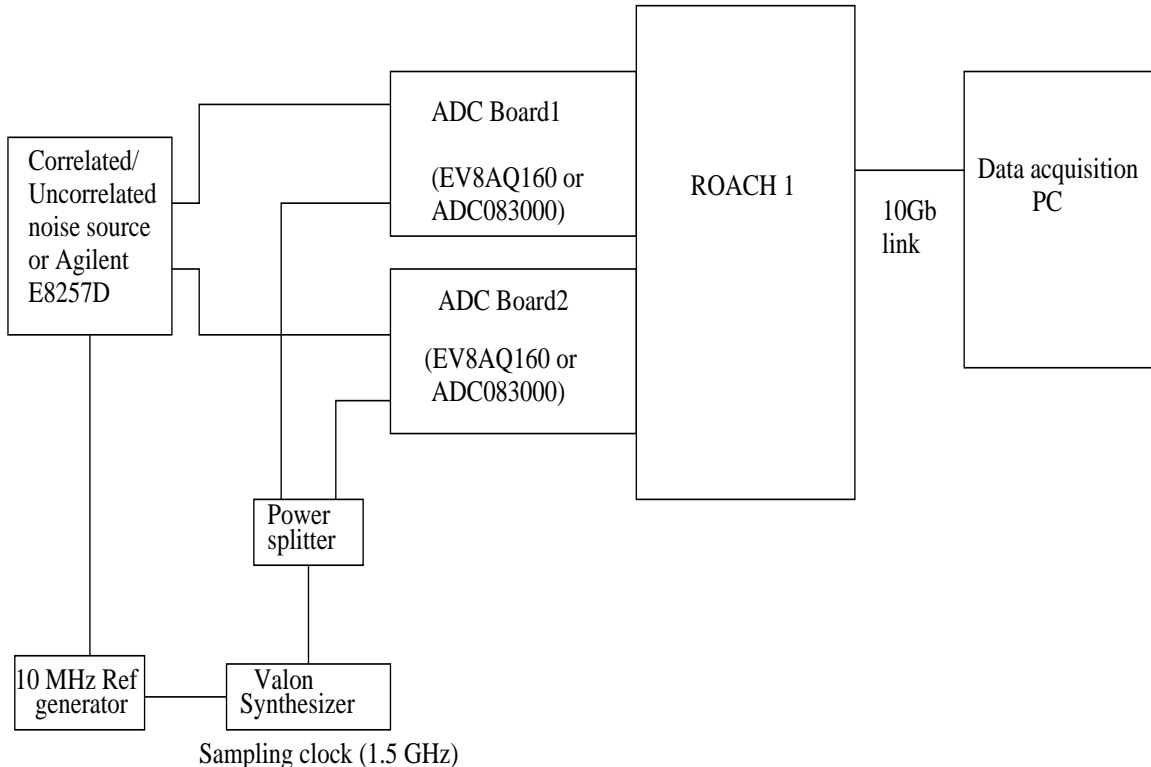 Correlated/
Uncorrelated
noise source
or Agilent
E8257D
ADC Board1
(EV8AQ160 or
ADC083000)
ADC Board2
(EV8AQ160 or
ADC083000)
ROACH 1
10Gb
link
Data acquisition
PC
Power
splitter
10 MHz Ref
generator
Valon
Synthesizer
Sampling clock (1.5 GHz)